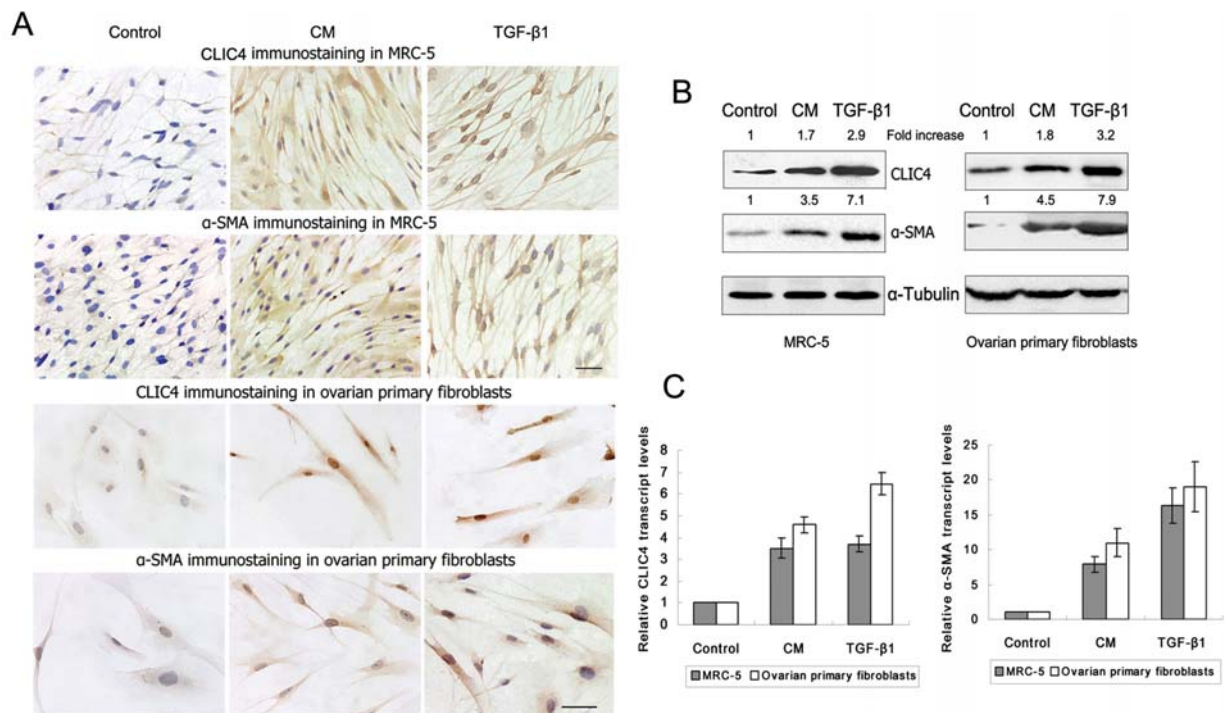 A
Control CM TGF-β1
CLIC4 immunostaining in MRC-5
α-SMA immunostaining in MRC-5
CLIC4 immunostaining in ovarian primary fibroblasts
α-SMA immunostaining in ovarian primary fibroblasts
B
Control CM TGF-β1 Control CM TGF-β1
1 1.7 2.9 Fold increase 1 1.8 3.2
CLIC4
1 3.5 7.1 1 4.5 7.9
α-SMA
α-Tubulin
MRC-5 Ovarian primary fibroblasts
C
Relative CLIC4 transcript levels
8
7
6
5
4
3
2
1
0
Control CM TGF-β1
MRC-5 Ovarian primary fibroblasts
Relative α-SMA transcript levels
25
20
15
10
5
0
Control CM TGF-β1
MRC-5 Ovarian primary fibroblasts